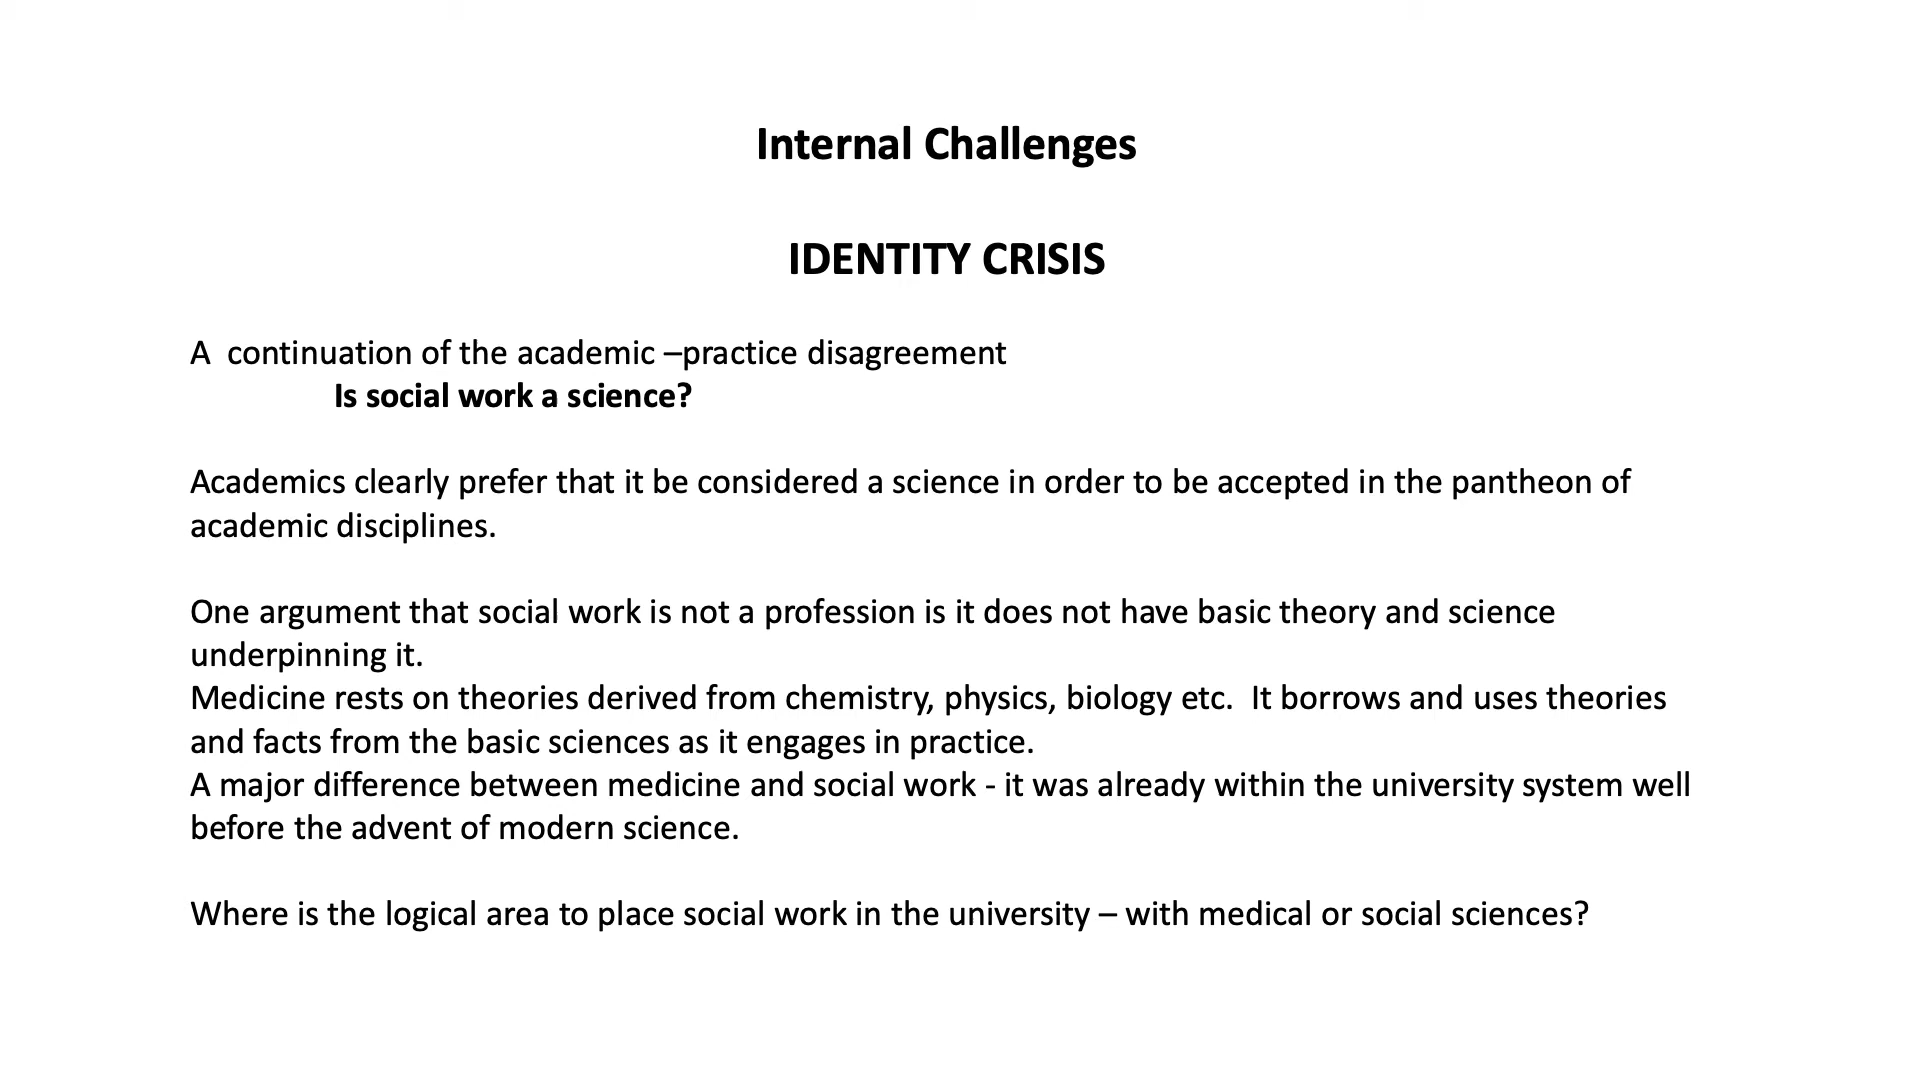 Internal Challenges
IDENTITY CRISIS
A  continuation of the academic –practice disagreement
Is social work a science?
Academics clearly prefer that it be considered a science in order to be accepted in the pantheon of
academic disciplines.
One argument that social work is not a profession is it does not have basic theory and science
underpinning it.
Medicine rests on theories derived from chemistry, physics, biology etc.  It borrows and uses theories
and facts from the basic sciences as it engages in practice.
A major difference between medicine and social work - it was already within the university system well
before the advent of modern science.
Where is the logical area to place social work in the university – with medical or social sciences?